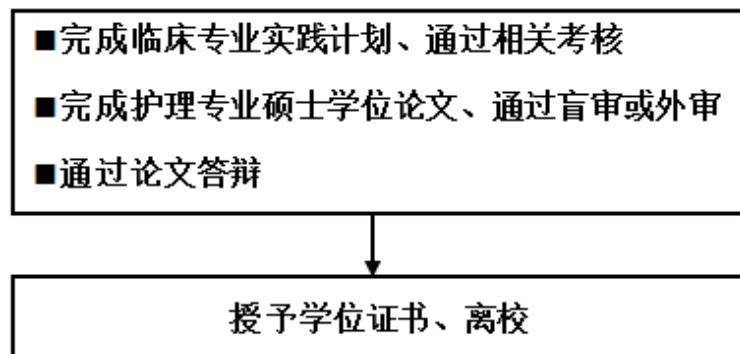 ■完成临床专业实践计划、通过相关考核
■完成护理专业硕士学位论文、通过盲审或外审
■通过论文答辩
授予学位证书、离校